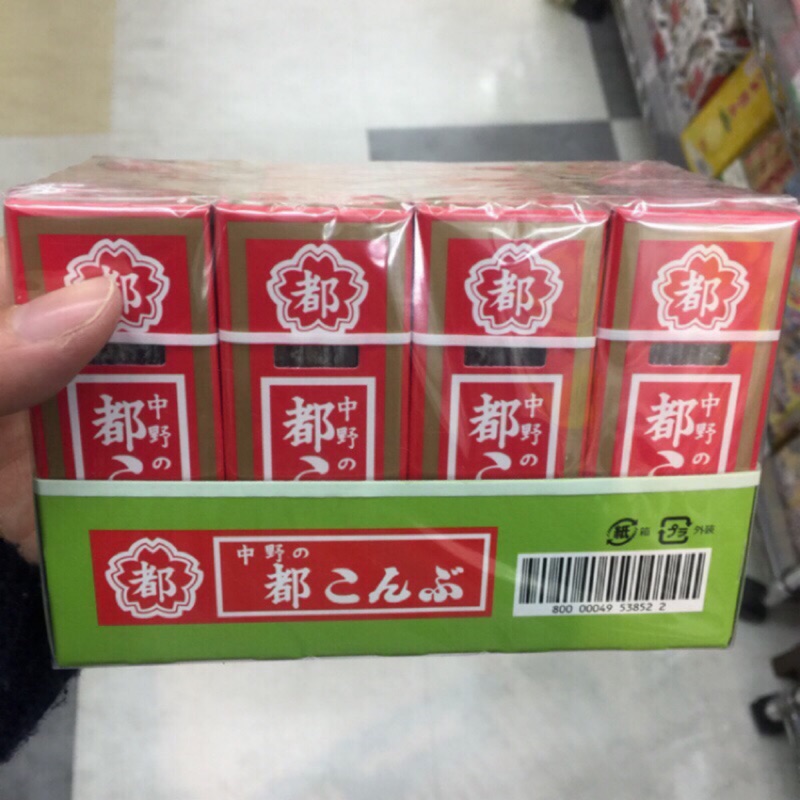 都
都
都
都
中野の
都こ
中野の
都こ
中野の
都こ
中野の
都こ
都
中野の
都こんぶ
紙 箱
プラ 外装
800 00049 53852 2